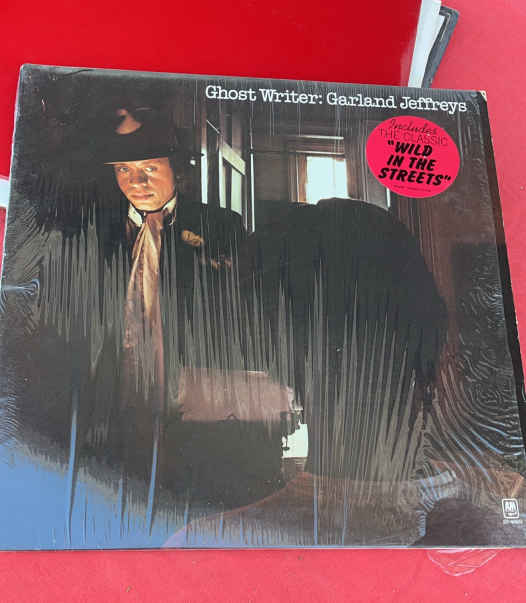 Ghost Writer: Garland Jeffreys
Includes
THE CLASSIC
"WILD
IN THE
STREETS"
A&M